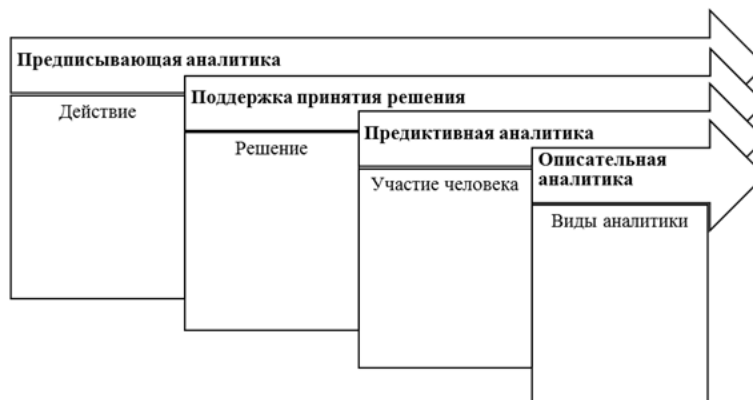 Предписывающая аналитика
Действие
Поддержка принятия решения
Решение
Предиктивная аналитика
Участие человека
Описательная
аналитика
Виды аналитики